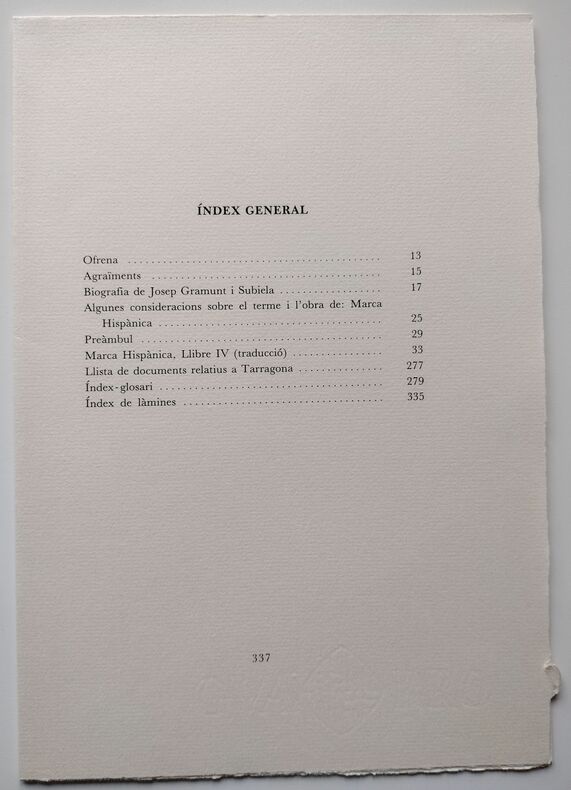 ÍNDEX GENERAL
Ofrena ............................................ 13
Agraïments ........................................ 15
Biografia de Josep Gramunt i Subiela .................. 17
Algunes consideracions sobre el terme i l'obra de: Marca
Hispànica ....................................... 25
Preàmbul .......................................... 29
Marca Hispànica, Llibre IV (traducció) ................ 33
Llista de documents relatius a Tarragona ............... 277
Índex-glosari ....................................... 279
Índex de làmines ................................... 335
337